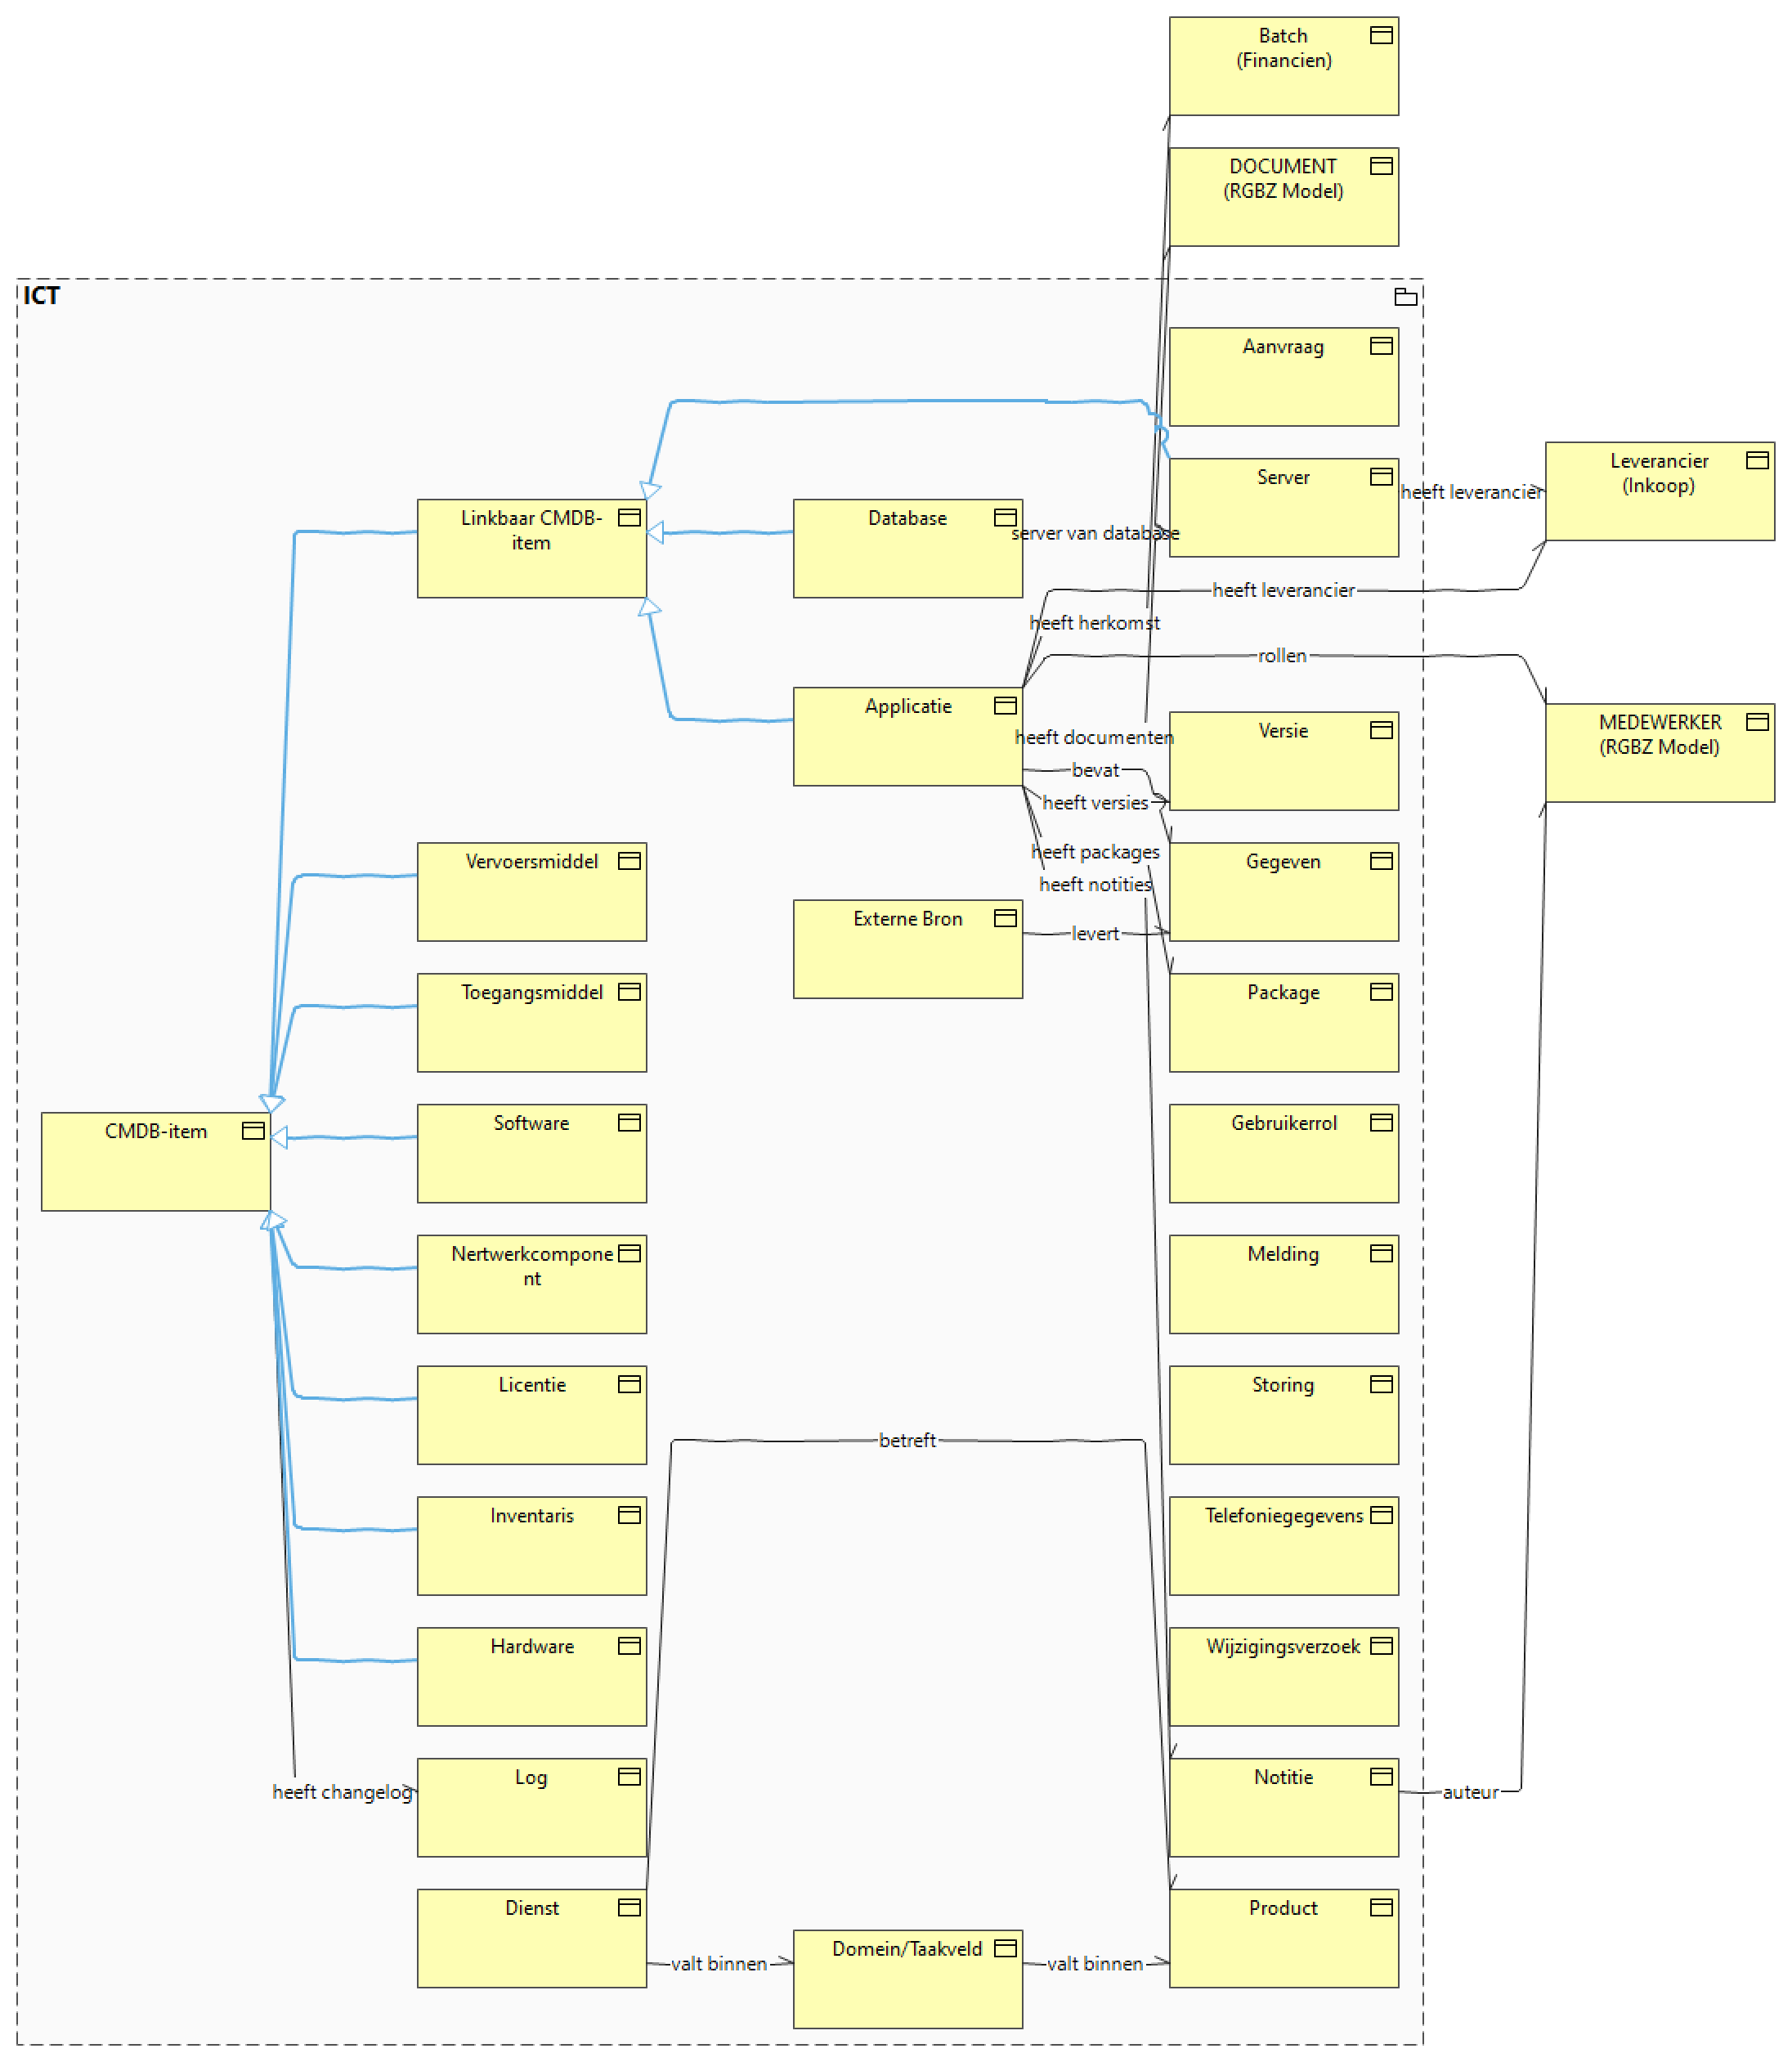 Batch
(Financien)
DOCUMENT
(RGBZ Model)
ICT
Aanvraag
Server
heeft leverancier
Leverancier
(Inkoop)
Linkbaar CMDB-
item
Database
server van database
heeft leverancier
heeft herkomst
rollen
Applicatie
heeft documenten
Versie
MEDEWERKER
(RGBZ Model)
bevat
heeft versies
heeft packages
heeft notities
Vervoersmiddel
Gegeven
Externe Bron
levert
Toegangsmiddel
Package
CMDB-item
Software
Gebruikerrol
Nertwerkcompone
nt
Melding
Licentie
Storing
betreft
Inventaris
Telefoniegegevens
Hardware
Wijzigingsverzoek
heeft changelog
Log
Notitie
auteur
Dienst
valt binnen
Domein/Taakveld
valt binnen
Product